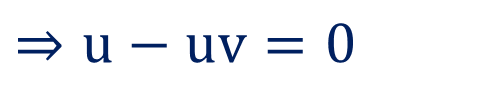 ⇒ u − uv = 0